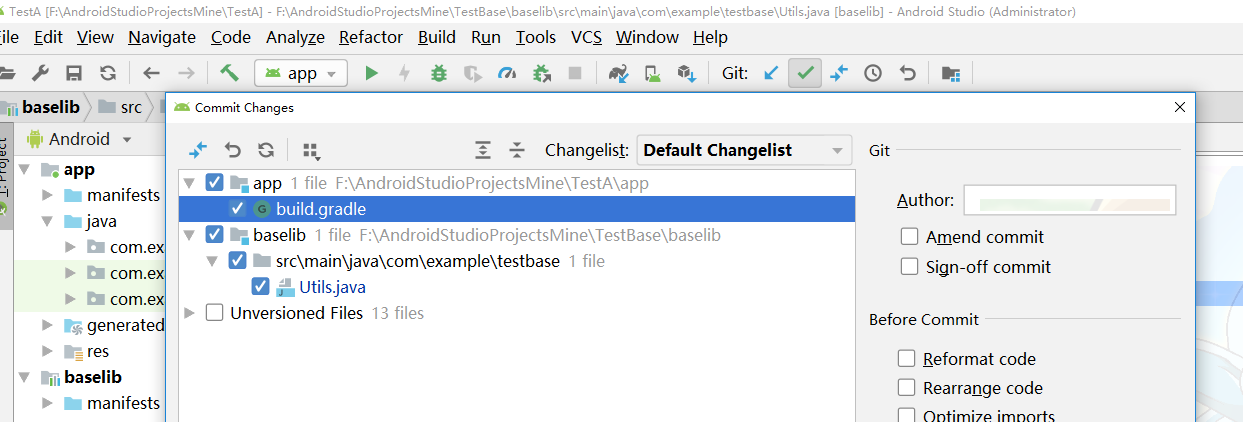 TestA [F:\AndroidStudioProjectsMine\TestA] - F:\AndroidStudioProjectsMine\TestBase\baselib\src\main\java\com\example\testbase\Utils.java [baselib] - Android Studio (Administrator)
File Edit View Navigate Code Analyze Refactor Build Run Tools VCS Window Help
app Git:
baselib src
Commit Changes
1: Project
Android
Changelist: Default Changelist
Git
app
manifests
java
com.ex
com.ex
com.ex
generated
res
baselib
manifests
app 1 file F:\AndroidStudioProjectsMine\TestA\app
build.gradle
baselib 1 file F:\AndroidStudioProjectsMine\TestBase\baselib
src\main\java\com\example\testbase 1 file
Utils.java
Unversioned Files 13 files
Author:
Amend commit
Sign-off commit
Before Commit
Reformat code
Rearrange code
Optimize imports